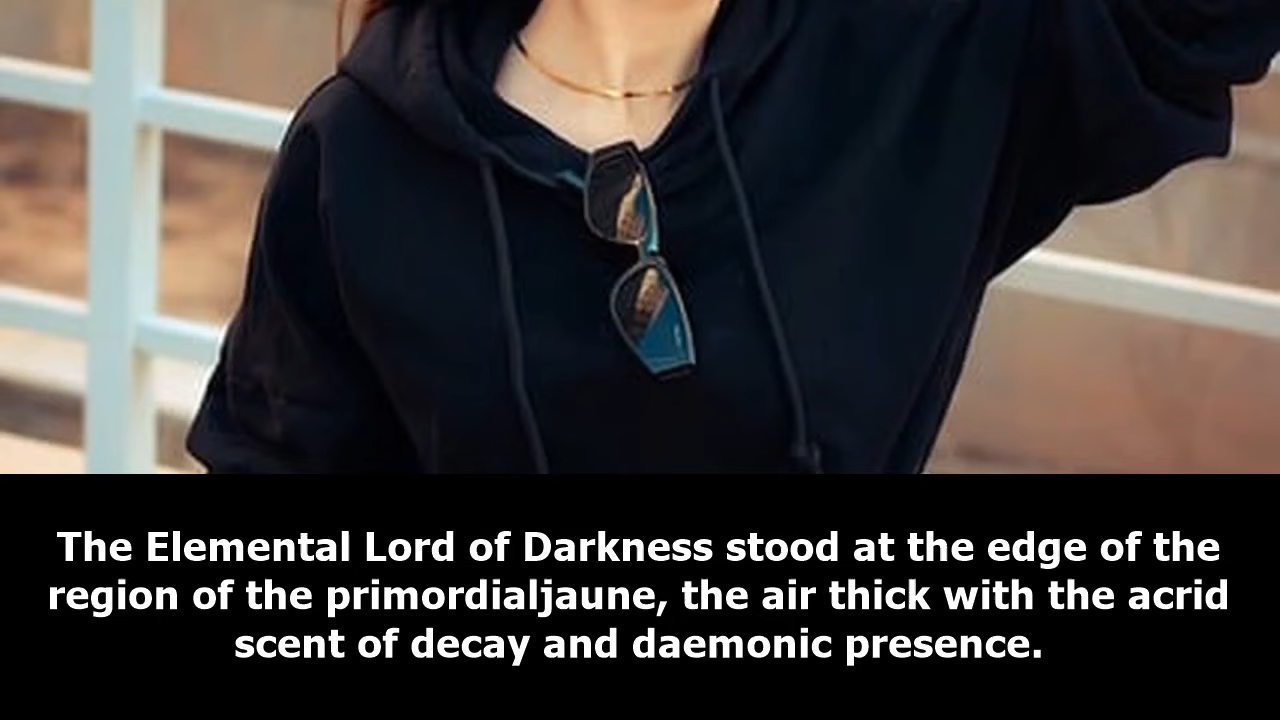 The Elemental Lord of Darkness stood at the edge of the
region of the primordialjaune, the air thick with the acrid
scent of decay and daemonic presence.